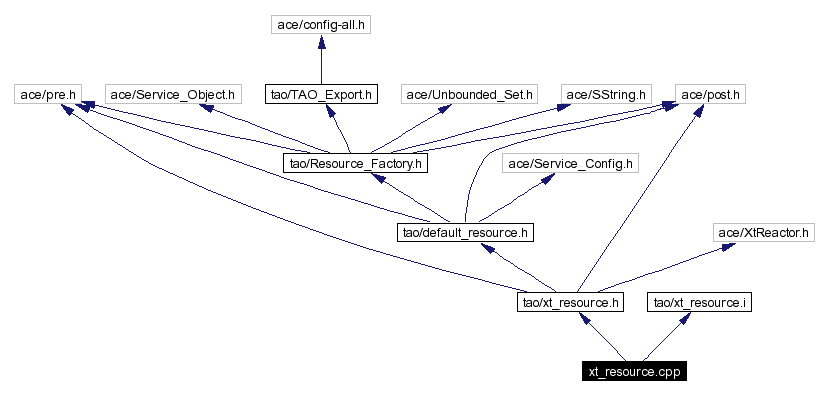 ace/config-all.h
ace/pre.h
ace/Service_Object.h
tao/TAO_Export.h
ace/Unbounded_Set.h
ace/SString.h
ace/post.h
tao/Resource_Factory.h
ace/Service_Config.h
tao/default_resource.h
ace/XtReactor.h
tao/xt_resource.h
tao/xt_resource.i
xt_resource.cpp